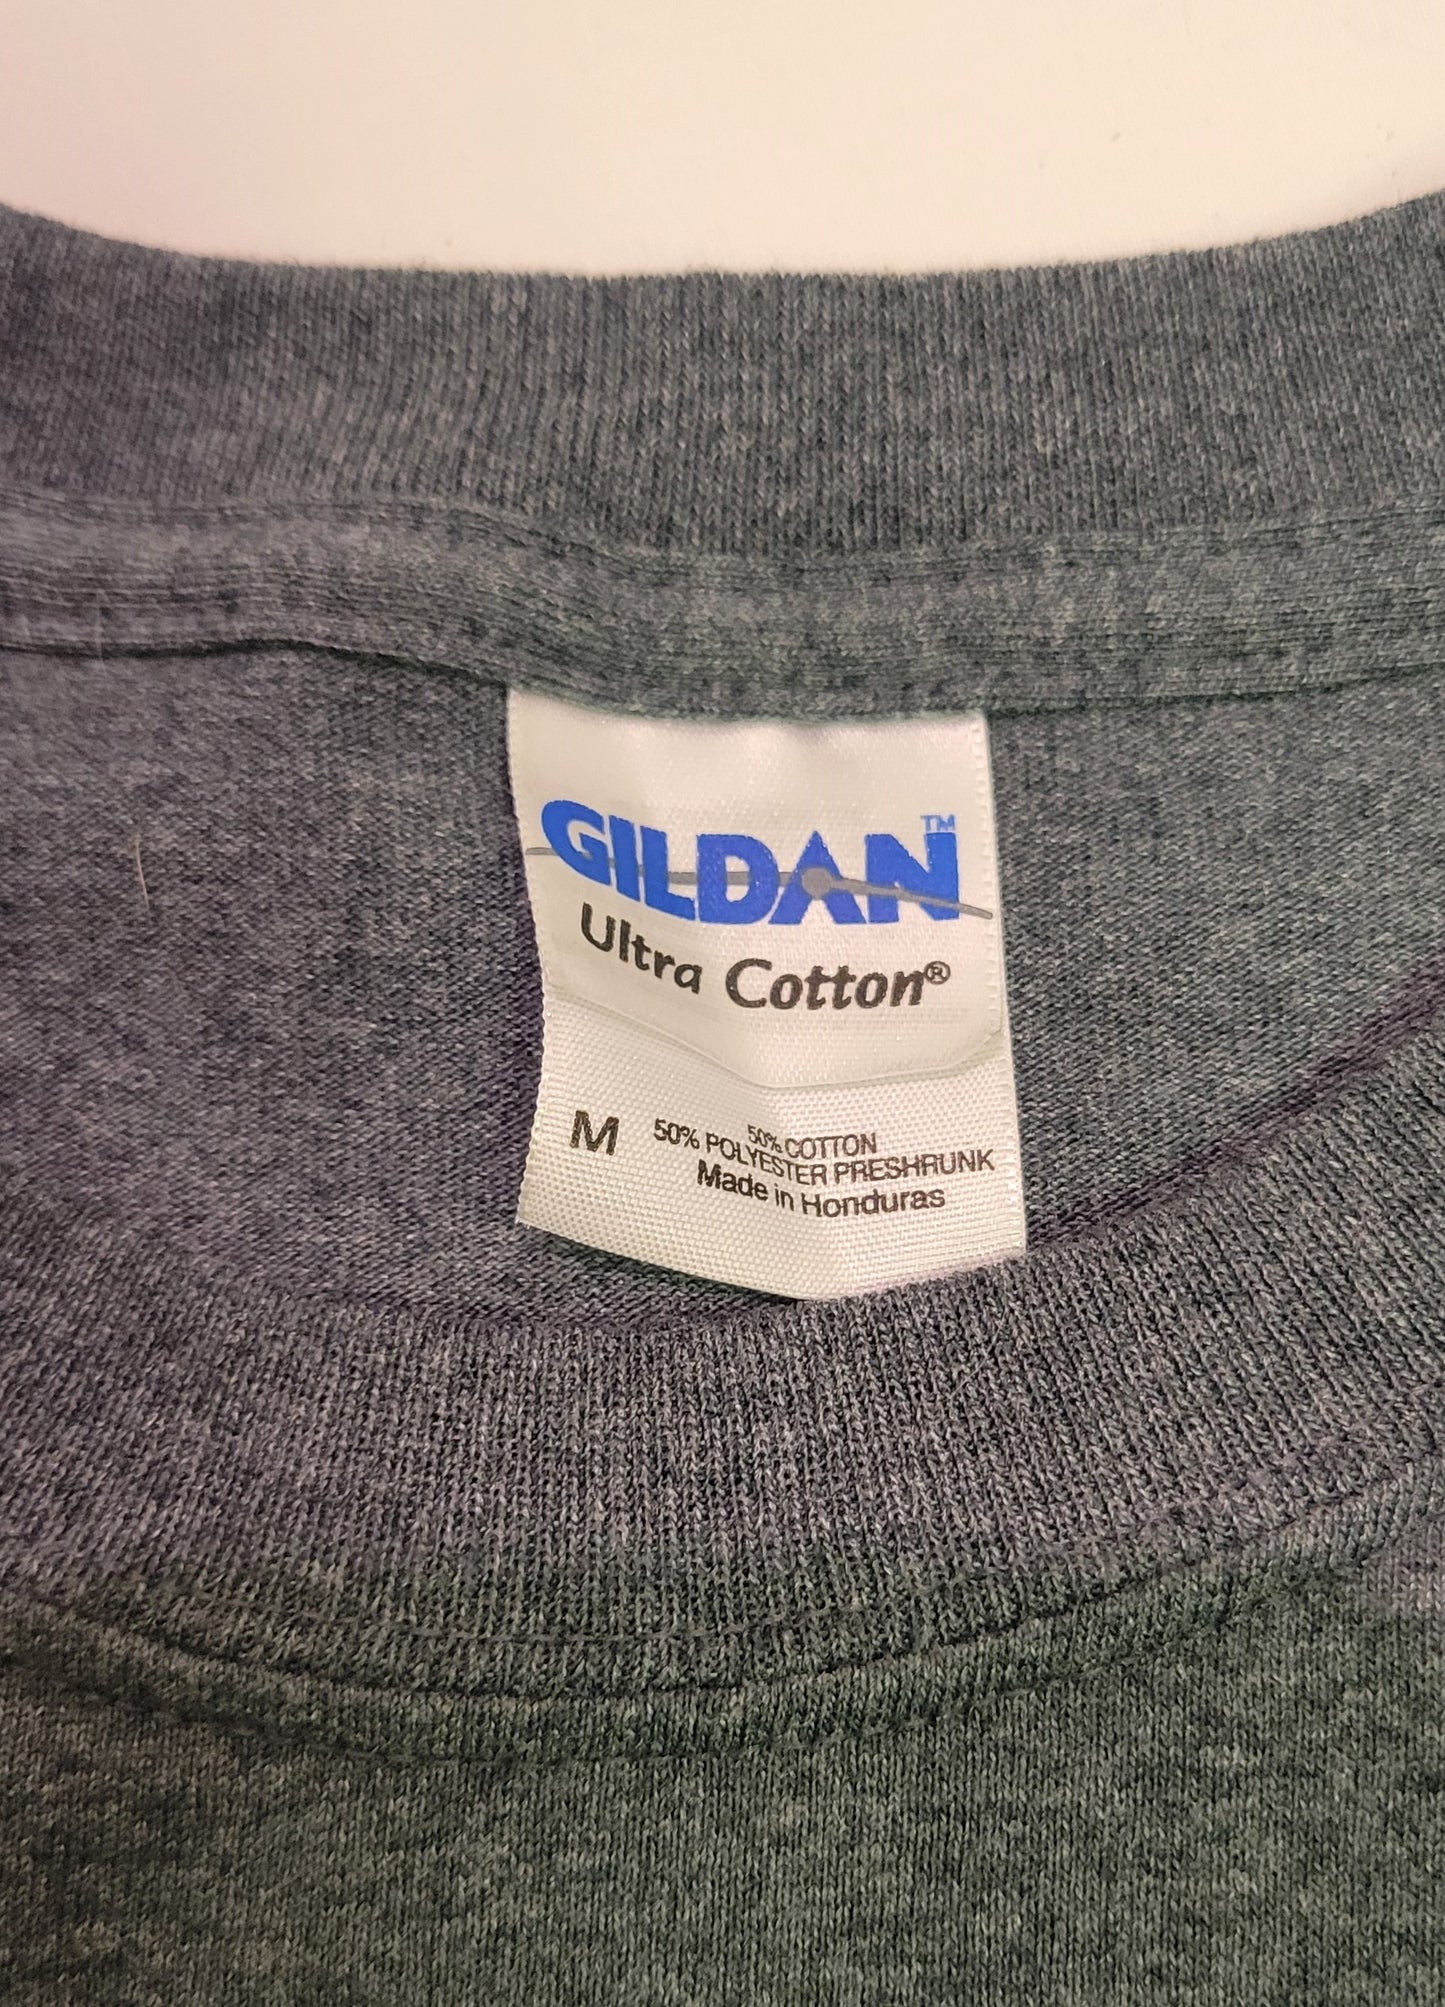 GILDAN™
Ultra Cotton®
M
50% COTTON
50% POLYESTER PRESHRUNK
Made in Honduras